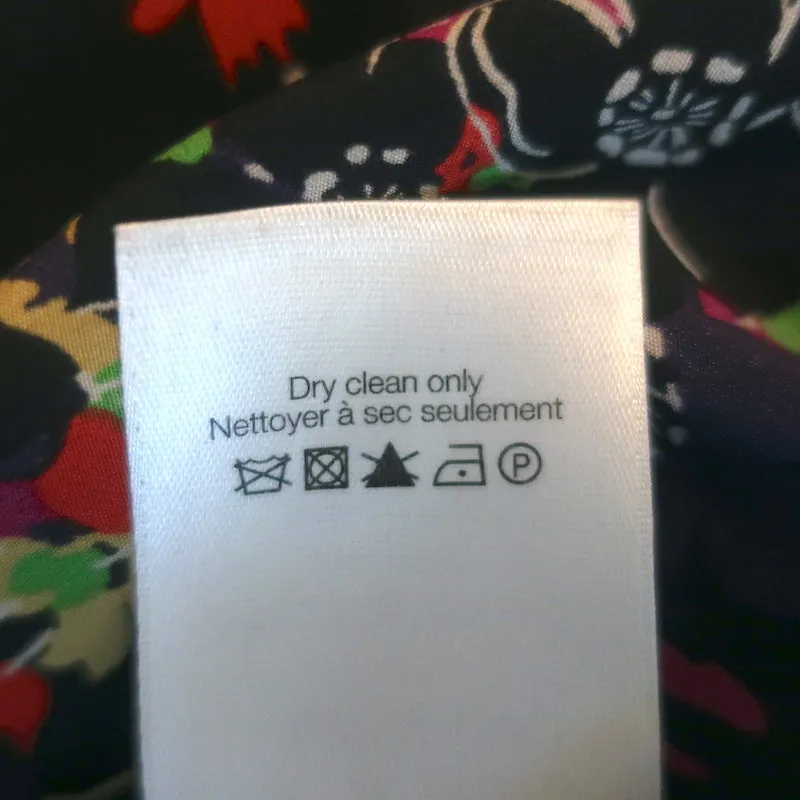 Dry clean only
Nettoyer à sec seulement
P